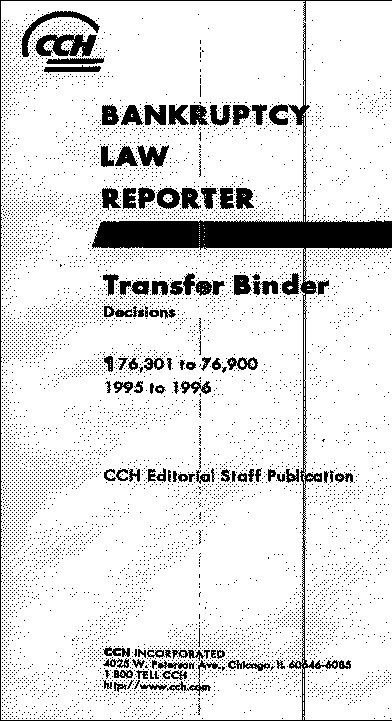 CCH
BANKRUPTCY
LAW
REPORTER
Transfer Binder
Decisions
¶ 76,301 to 76,900
1995 to 1996
CCH Editorial Staff Publication
CCH INCORPORATED
4025 W. Peterson Ave., Chicago, IL 60646-6085
1 800 TELL CCH
http://www.cch.com